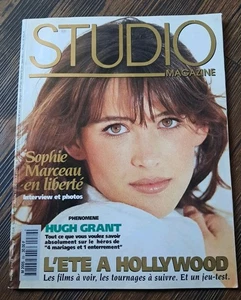 STUDIO
MAGAZINE
Sophie
Marceau
en liberté
Interview et photos
PHENOMENE
HUGH GRANT
Tout ce que vous voulez savoir
absolument sur le héros de
"4 mariages et 1 enterrement"
L'ETE A HOLLYWOOD
Les films à voir, les tournages à suivre. Et un jeu-test.